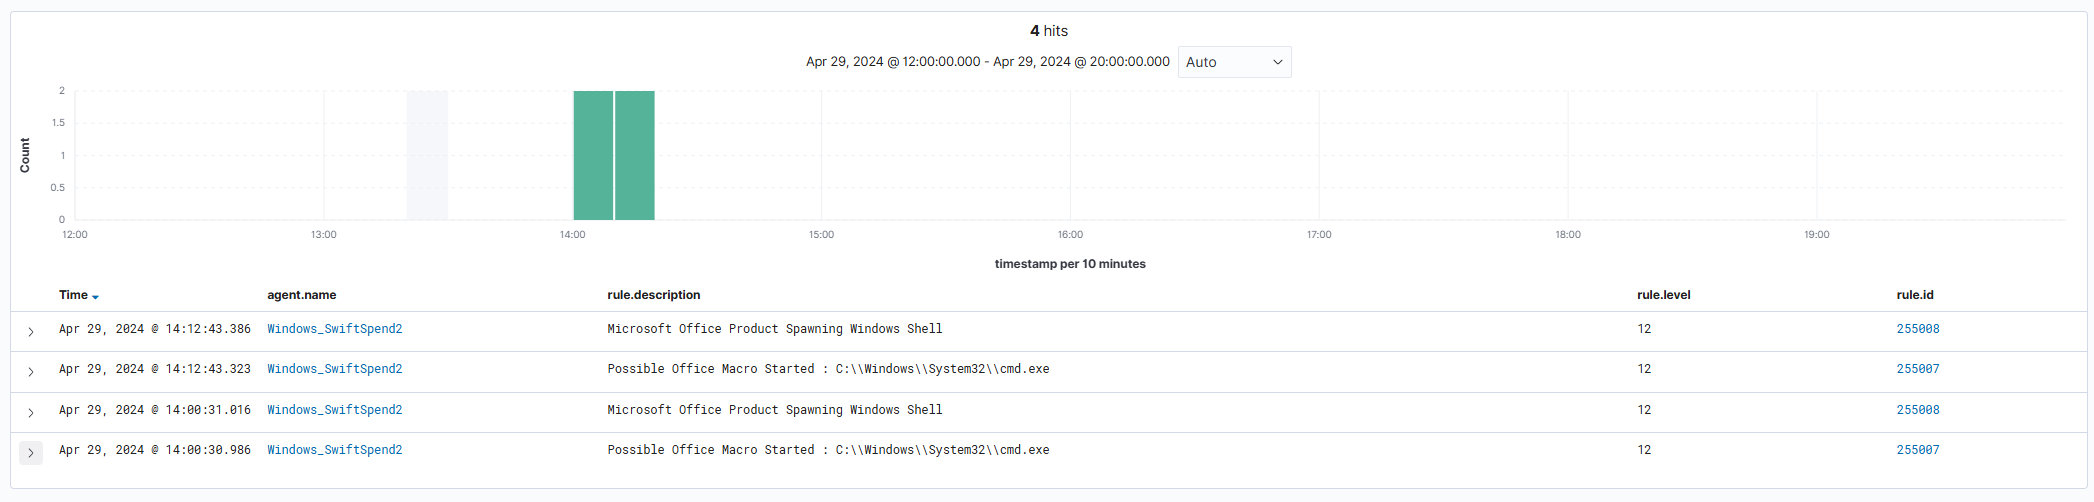 4 hits
Apr 29, 2024 @ 12:00:00.000 - Apr 29, 2024 @ 20:00:00.000 Auto
Count
2
1.5
1
0.5
0
12:00 13:00 14:00 15:00 16:00 17:00 18:00 19:00
timestamp per 10 minutes
Time agent.name rule.description rule.level rule.id
Apr 29, 2024 @ 14:12:43.386 Windows_SwiftSpend2 Microsoft Office Product Spawning Windows Shell 12 255008
Apr 29, 2024 @ 14:12:43.323 Windows_SwiftSpend2 Possible Office Macro Started : C:\\Windows\\System32\\cmd.exe 12 255007
Apr 29, 2024 @ 14:00:31.016 Windows_SwiftSpend2 Microsoft Office Product Spawning Windows Shell 12 255008
Apr 29, 2024 @ 14:00:30.986 Windows_SwiftSpend2 Possible Office Macro Started : C:\\Windows\\System32\\cmd.exe 12 255007